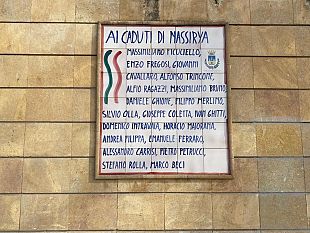 AI CADUTI DI NASSIRYA
MASSIMILIANO FICUCIELLO,
ENZO FREGOSI, GIOVANNI
CAVALLARO, ALFONSO TRINCONE,
ALFIO RAGAZZI, MASSIMILIANO BRUNO,
DANIELE GHIONE, FILIPPO MERLINO,
SILVIO OLLA, GIUSEPPE COLETTA, IVAN GHITTI,
DOMENICO INTRAVAIA, HORACIO MAIORANA,
ANDREA FILIPPA, EMANUELE FERRARO,
ALESSANDRO CARRISI, PIETRO PETRUCCI,
STEFANO ROLLA, MARCO BECI